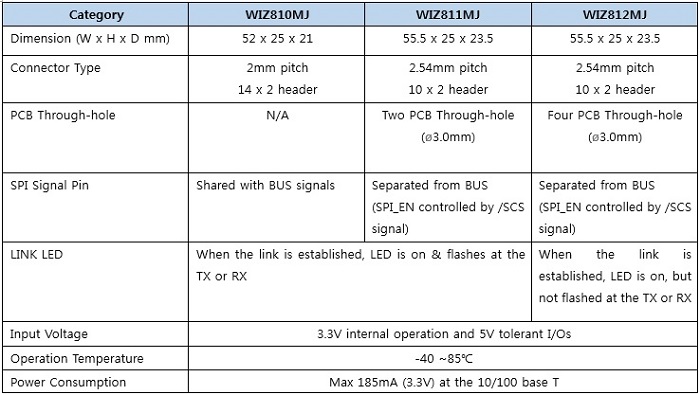 Category WIZ810MJ WIZ811MJ WIZ812MJ
Dimension (W x H x D mm) 52 x 25 x 21 55.5 x 25 x 23.5 55.5 x 25 x 23.5
Connector Type 2mm pitch 2.54mm pitch 2.54mm pitch
14 x 2 header 10 x 2 header 10 x 2 header
PCB Through-hole N/A Two PCB Through-hole Four PCB Through-hole
(ø3.0mm) (ø3.0mm)
SPI Signal Pin Shared with BUS signals Separated from BUS Separated from BUS
(SPI_EN controlled by /SCS (SPI_EN controlled by /SCS
signal) signal)
LINK LED When the link is established, LED is on & flashes at the When the link is
TX or RX established, LED is on, but
not flashed at the TX or RX
Input Voltage 3.3V internal operation and 5V tolerant I/Os
Operation Temperature -40 ~85℃
Power Consumption Max 185mA (3.3V) at the 10/100 base T